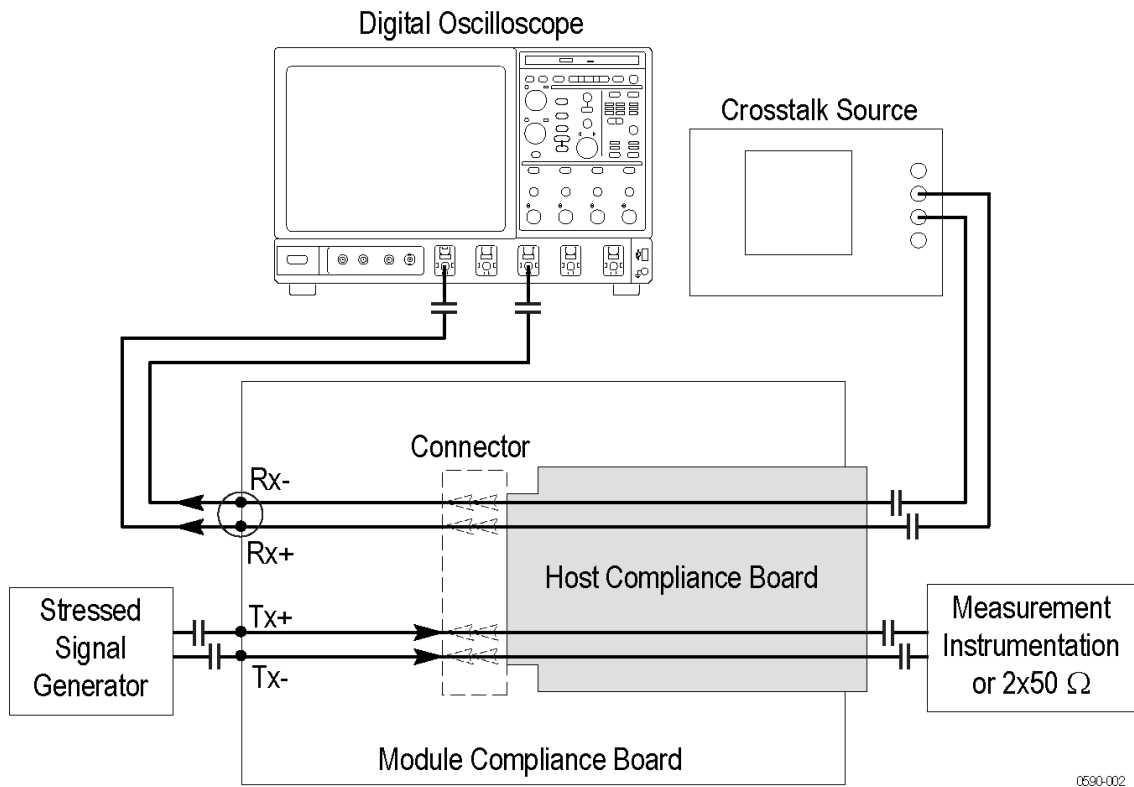 Digital Oscilloscope
Crosstalk Source
Connector
Rx-
Rx+
Host Compliance Board
Stressed
Signal
Generator
Tx+
Tx-
Measurement
Instrumentation
or 2x50 Ω
Module Compliance Board
0590-002